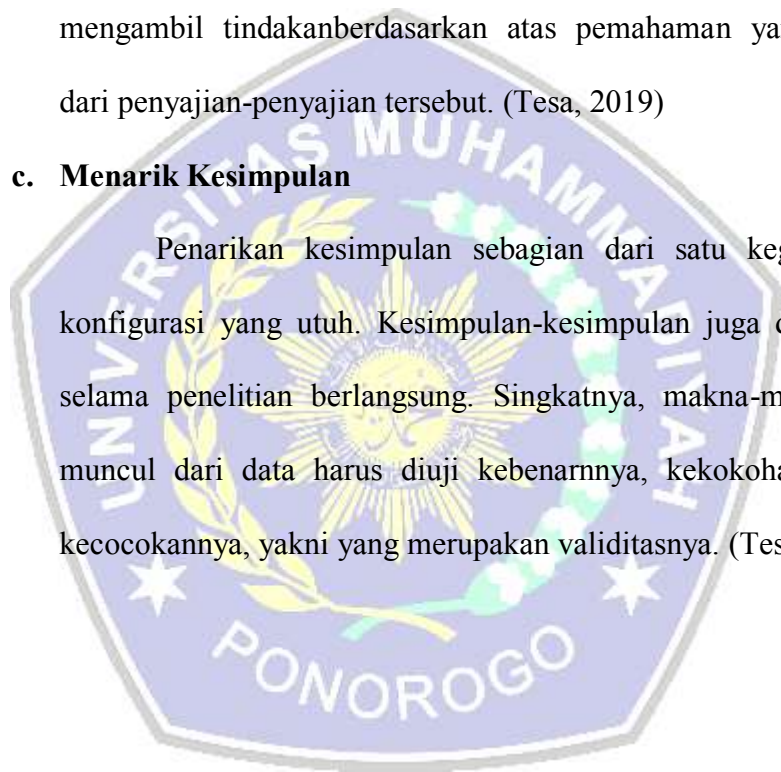 mengambil tindakanberdasarkan atas pemahaman ya
dari penyajian-penyajian tersebut. (Tesa, 2019)
c. Menarik Kesimpulan
Penarikan kesimpulan sebagian dari satu keg
konfigurasi yang utuh. Kesimpulan-kesimpulan juga d
selama penelitian berlangsung. Singkatnya, makna-m
muncul dari data harus diuji kebenarnnya, kekokoha
kecocokannya, yakni yang merupakan validitasnya. (Tes
UNIVERSITAS MUHAMMADIYAH
PONOROGO